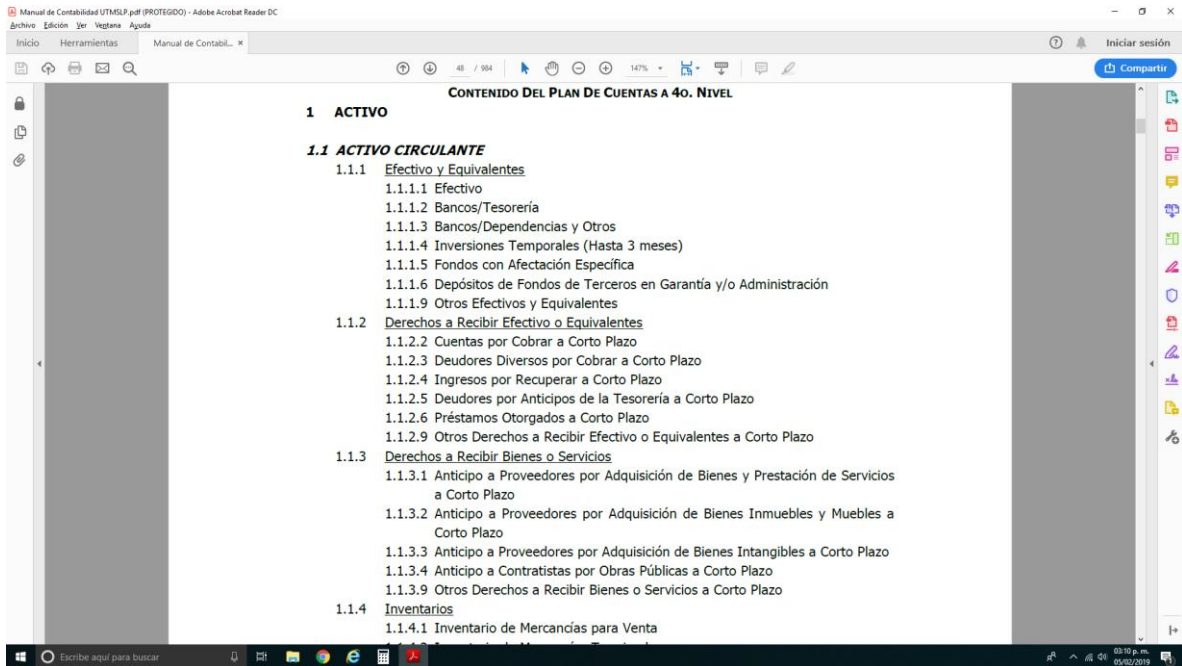 Manual de Contabilidad UTMSLP.pdf (PROTEGIDO) - Adobe Acrobat Reader DC
Archivo Edición Ver Ventana Ayuda
Inicio Herramientas Manual de Contabil... × Iniciar sesión
48 / 984 147% Compartir
CONTENIDO DEL PLAN DE CUENTAS A 4O. NIVEL
1 ACTIVO
1.1 ACTIVO CIRCULANTE
1.1.1 Efectivo y Equivalentes
1.1.1.1 Efectivo
1.1.1.2 Bancos/Tesorería
1.1.1.3 Bancos/Dependencias y Otros
1.1.1.4 Inversiones Temporales (Hasta 3 meses)
1.1.1.5 Fondos con Afectación Específica
1.1.1.6 Depósitos de Fondos de Terceros en Garantía y/o Administración
1.1.1.9 Otros Efectivos y Equivalentes
1.1.2 Derechos a Recibir Efectivo o Equivalentes
1.1.2.2 Cuentas por Cobrar a Corto Plazo
1.1.2.3 Deudores Diversos por Cobrar a Corto Plazo
1.1.2.4 Ingresos por Recuperar a Corto Plazo
1.1.2.5 Deudores por Anticipos de la Tesorería a Corto Plazo
1.1.2.6 Préstamos Otorgados a Corto Plazo
1.1.2.9 Otros Derechos a Recibir Efectivo o Equivalentes a Corto Plazo
1.1.3 Derechos a Recibir Bienes o Servicios
1.1.3.1 Anticipo a Proveedores por Adquisición de Bienes y Prestación de Servicios
a Corto Plazo
1.1.3.2 Anticipo a Proveedores por Adquisición de Bienes Inmuebles y Muebles a
Corto Plazo
1.1.3.3 Anticipo a Proveedores por Adquisición de Bienes Intangibles a Corto Plazo
1.1.3.4 Anticipo a Contratistas por Obras Públicas a Corto Plazo
1.1.3.9 Otros Derechos a Recibir Bienes o Servicios a Corto Plazo
1.1.4 Inventarios
1.1.4.1 Inventario de Mercancías para Venta
Escribe aquí para buscar
03:10 p. m.
05/02/2019